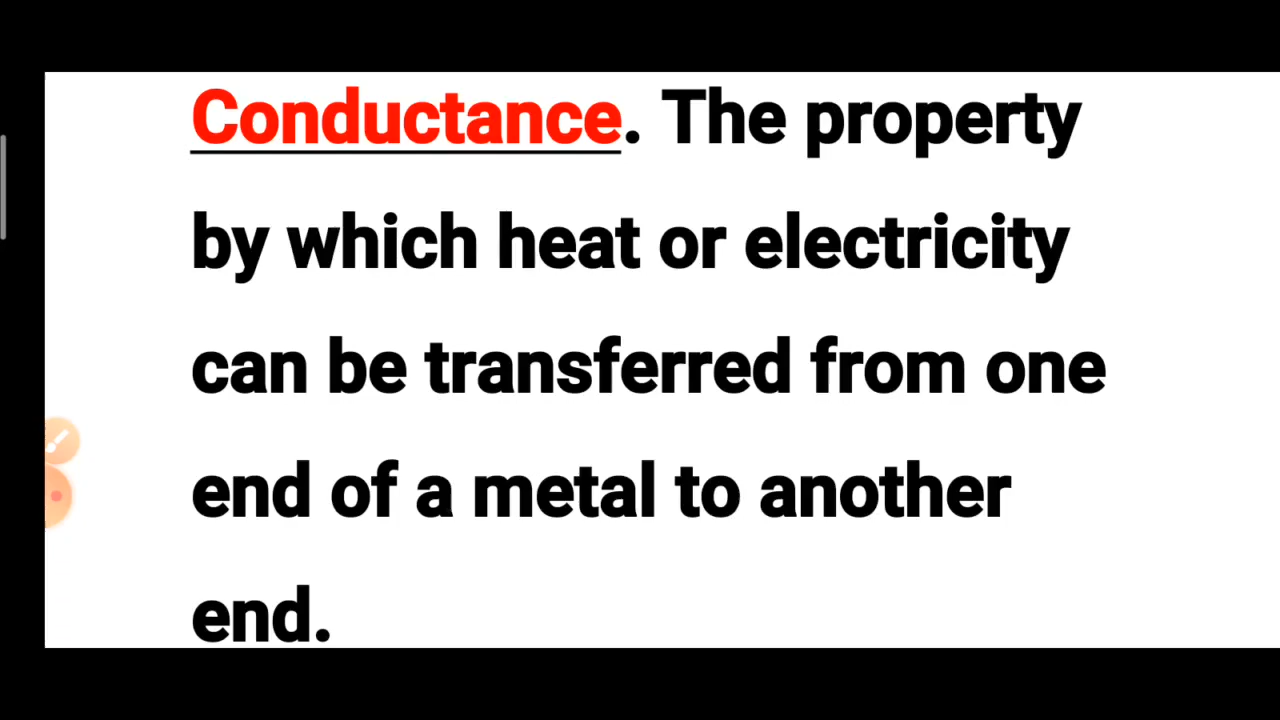 Conductance. The property
by which heat or electricity
can be transferred from one
end of a metal to another
end.